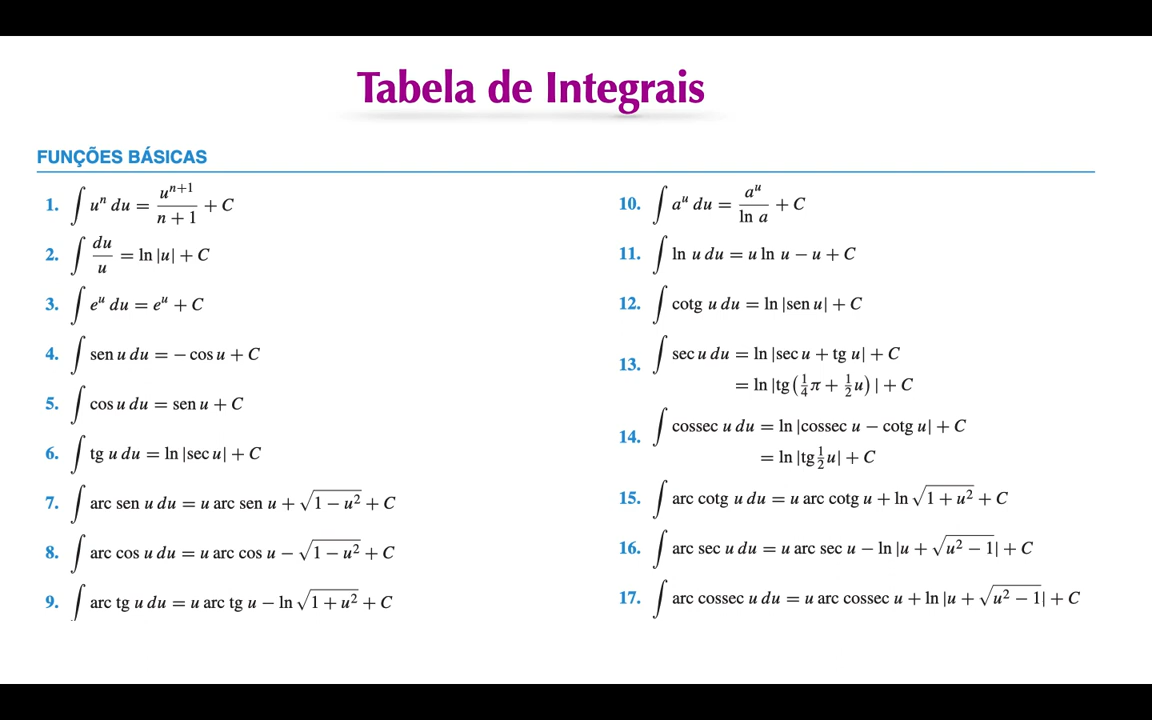 Tabela de Integrais
FUNÇÕES BÁSICAS
1. ∫ uⁿ du = uⁿ⁺¹/(n + 1) + C
2. ∫ du/u = ln |u| + C
3. ∫ eᵘ du = eᵘ + C
4. ∫ sen u du = − cos u + C
5. ∫ cos u du = sen u + C
6. ∫ tg u du = ln |sec u| + C
7. ∫ arc sen u du = u arc sen u + √(1 − u²) + C
8. ∫ arc cos u du = u arc cos u − √(1 − u²) + C
9. ∫ arc tg u du = u arc tg u − ln √(1 + u²) + C
10. ∫ aᵘ du = aᵘ/ln a + C
11. ∫ ln u du = u ln u − u + C
12. ∫ cotg u du = ln |sen u| + C
13. ∫ sec u du = ln |sec u + tg u| + C
= ln |tg(¼π + ½u)| + C
14. ∫ cossec u du = ln |cossec u − cotg u| + C
= ln |tg½u| + C
15. ∫ arc cotg u du = u arc cotg u + ln √(1 + u²) + C
16. ∫ arc sec u du = u arc sec u − ln |u + √(u² − 1)| + C
17. ∫ arc cossec u du = u arc cossec u + ln |u + √(u² − 1)| + C